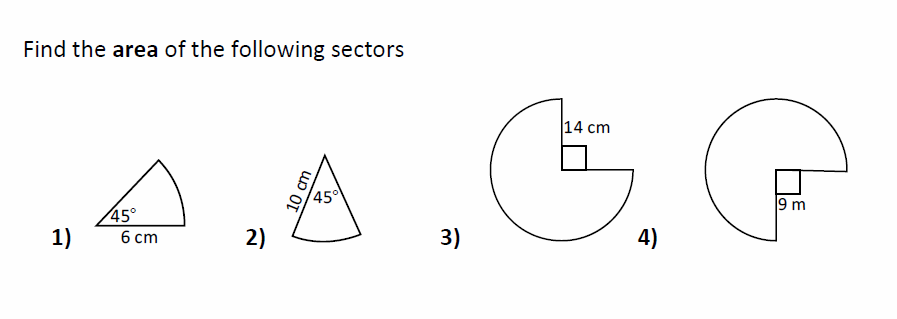 Find the area of the following sectors
14 cm
10 cm
45°
45°
9 m
1)
6 cm
2)
3)
4)